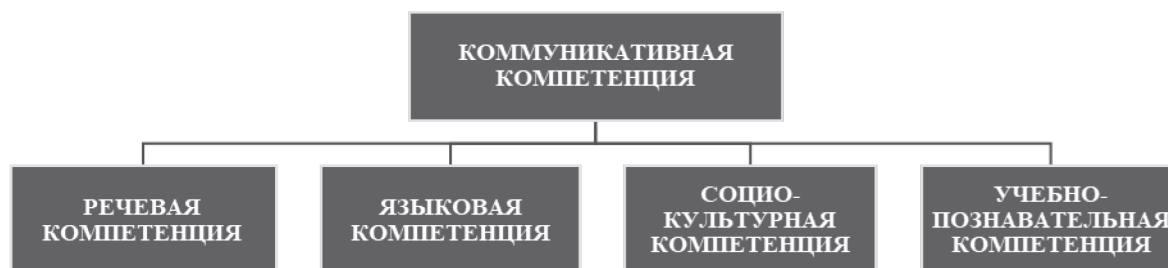 КОММУНИКАТИВНАЯ
КОМПЕТЕНЦИЯ
РЕЧЕВАЯ
КОМПЕТЕНЦИЯ
ЯЗЫКОВАЯ
КОМПЕТЕНЦИЯ
СОЦИО-
КУЛЬТУРНАЯ
КОМПЕТЕНЦИЯ
УЧЕБНО-
ПОЗНАВАТЕЛЬНАЯ
КОМПЕТЕНЦИЯ